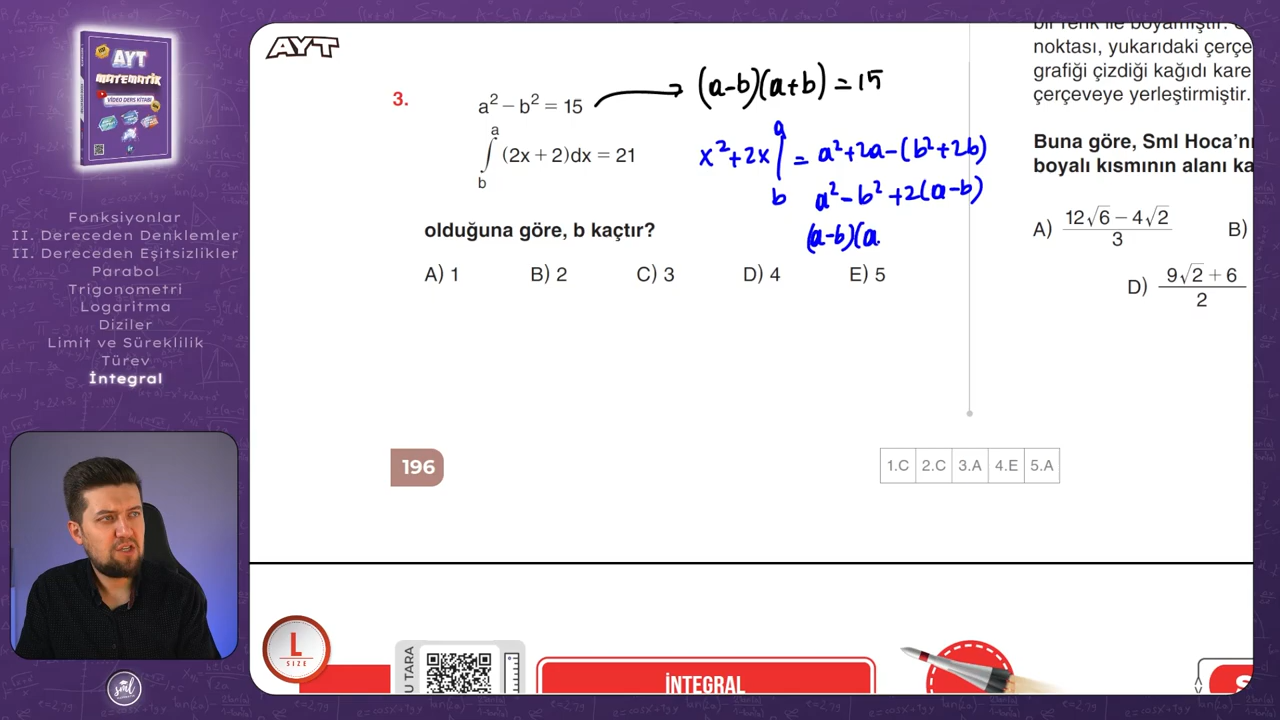 AYT
MATEMATİK
VİDEO DERS KİTABI
Fonksiyonlar
II. Dereceden Denklemler
II. Dereceden Eşitsizlikler
Parabol
Trigonometri
Logaritma
Diziler
Limit ve Süreklilik
Türev
İntegral
sml
AYT
3.
a² − b² = 15
(a−b)(a+b) = 15
a
∫ (2x + 2)dx = 21
b
a
x²+2x | = a²+2a−(b²+2b)
b
a²−b²+2(a−b)
(a−b)(a
olduğuna göre, b kaçtır?
A) 1
B) 2
C) 3
D) 4
E) 5
196
1.C 2.C 3.A 4.E 5.A
noktası, yukarıdaki çerçe
grafiği çizdiği kağıdı kare
çerçeveye yerleştirmiştir.
Buna göre, Sml Hoca'nı
boyalı kısmının alanı ka
A) 12√6 − 4√2 / 3
B)
D) 9√2 + 6 / 2
L
SIZE
U TARA
İNTEGRAL